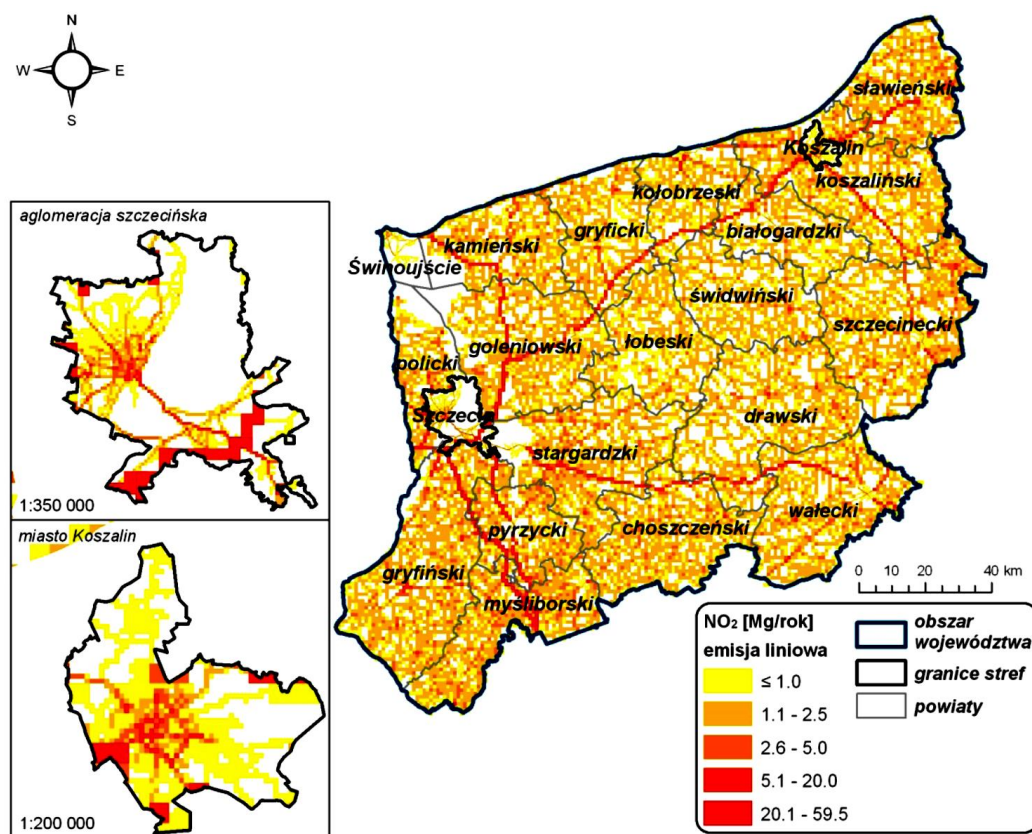 N
W E
S
aglomeracja szczecińska
1:350 000
miasto Koszalin
1:200 000
sławieński
Koszalin
koszaliński
kołobrzeski
białogardzki
gryficki
kamieński
Świnoujście
świdwiński
szczecinecki
goleniowski
łobeski
policki
Szczecin
drawski
stargardzki
wałecki
choszczeński
pyrzycki
gryfiński
myśliborski
0 10 20 40 km
NO₂ [Mg/rok]
emisja liniowa
≤ 1.0
1.1 - 2.5
2.6 - 5.0
5.1 - 20.0
20.1 - 59.5
obszar
województwa
granice stref
powiaty